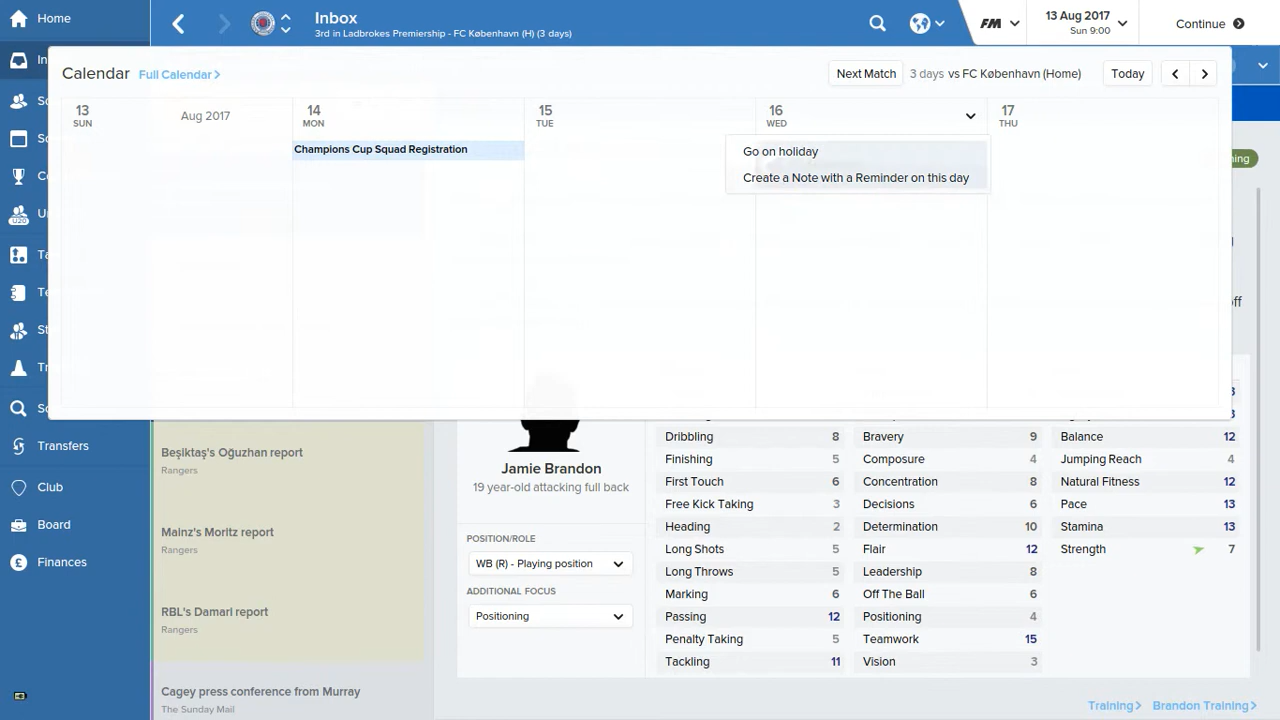 Home
Inbox
3rd in Ladbrokes Premiership - FC København (H) (3 days)
FM
13 Aug 2017
Sun 9:00
Continue
Calendar
Full Calendar
Next Match
3 days vs FC København (Home)
Today
13
SUN
Aug 2017
14
MON
15
TUE
16
WED
17
THU
Champions Cup Squad Registration
Go on holiday
Create a Note with a Reminder on this day
U20
Transfers
Club
Board
Finances
Beşiktaş's Oğuzhan report
Rangers
Mainz's Moritz report
Rangers
RBL's Damari report
Rangers
Cagey press conference from Murray
The Sunday Mail
Jamie Brandon
19 year-old attacking full back
POSITION/ROLE
WB (R) - Playing position
ADDITIONAL FOCUS
Positioning
Dribbling 8
Finishing 5
First Touch 6
Free Kick Taking 3
Heading 2
Long Shots 5
Long Throws 5
Marking 6
Passing 12
Penalty Taking 5
Tackling 11
Bravery 9
Composure 4
Concentration 8
Decisions 6
Determination 10
Flair 12
Leadership 8
Off The Ball 6
Positioning 4
Teamwork 15
Vision 3
Balance 12
Jumping Reach 4
Natural Fitness 12
Pace 13
Stamina 13
Strength 7
Training
Brandon Training